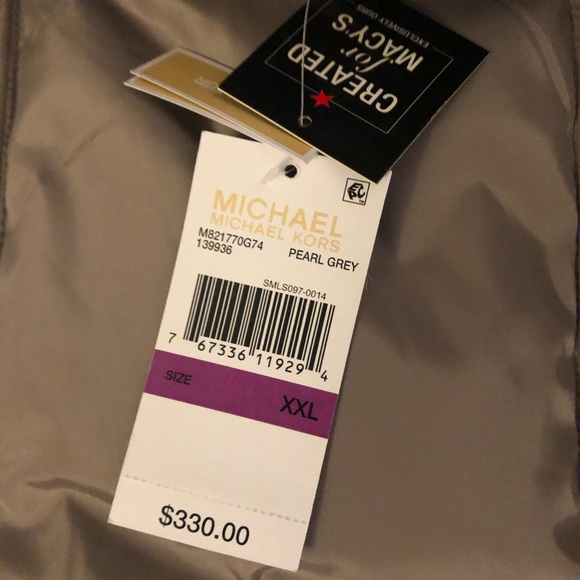 CREATED
for
MACY'S
EXCLUSIVELY OURS
MICHAEL
MICHAEL KORS
M821770G74
139936
PEARL GREY
SMLS097-0014
7 67336 11929 4
SIZE
XXL
$330.00